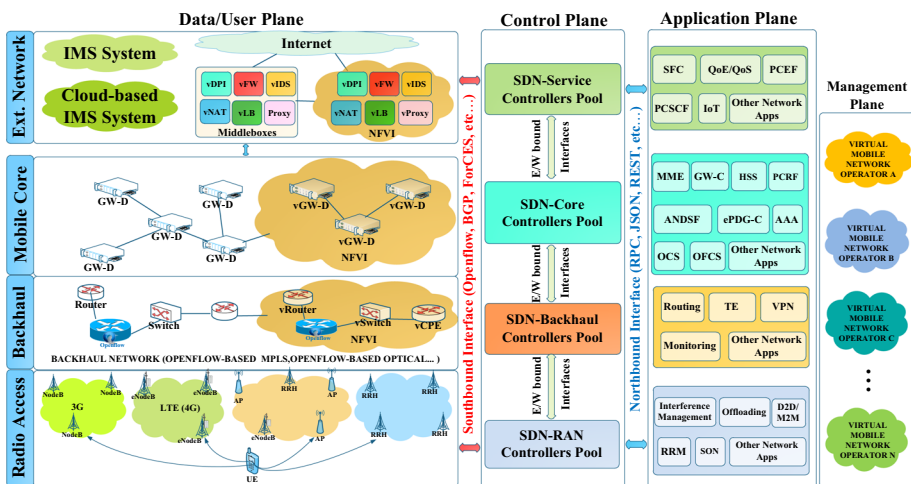 Data/User Plane
Control Plane
Application Plane
Management
Plane
Ext. Network
IMS System
Cloud-based
IMS System
Internet
vDPI
vFW
vIDS
vNAT
vLB
Proxy
Middleboxes
vDPI
vFW
vIDS
vNAT
vLB
vProxy
NFVI
Mobile Core
GW-D
GW-D
GW-D
GW-D
GW-D
vGW-D
vGW-D
vGW-D
NFVI
Backhaul
Router
Openflow
Switch
vRouter
Openflow
vSwitch
vCPE
NFVI
BACKHAUL NETWORK (OPENFLOW-BASED MPLS,OPENFLOW-BASED OPTICAL... )
Radio Access
NodeB
NodeB
3G
NodeB
eNodeB
eNodeB
LTE (4G)
eNodeB
AP
RRH
AP
eNodeB
AP
RRH
RRH
RRH
RRH
UE
Southbound Interface (Openflow, BGP, ForCES, etc…)
SDN-Service
Controllers Pool
E/W bound
Interfaces
SDN-Core
Controllers Pool
E/W bound
Interfaces
SDN-Backhaul
Controllers Pool
E/W bound
Interfaces
SDN-RAN
Controllers Pool
Northbound Interface (RPC, JSON, REST, etc…)
SFC
QoE/QoS
PCEF
PCSCF
IoT
Other Network
Apps
MME
GW-C
HSS
PCRF
ANDSF
ePDG-C
AAA
OCS
OFCS
Other Network
Apps
Routing
TE
VPN
Monitoring
Other Network
Apps
Interference
Management
Offloading
D2D/
M2M
RRM
SON
Other Network
Apps
VIRTUAL
MOBILE
NETWORK
OPERATOR A
VIRTUAL
MOBILE
NETWORK
OPERATOR B
VIRTUAL
MOBILE
NETWORK
OPERATOR C
VIRTUAL
MOBILE
NETWORK
OPERATOR N